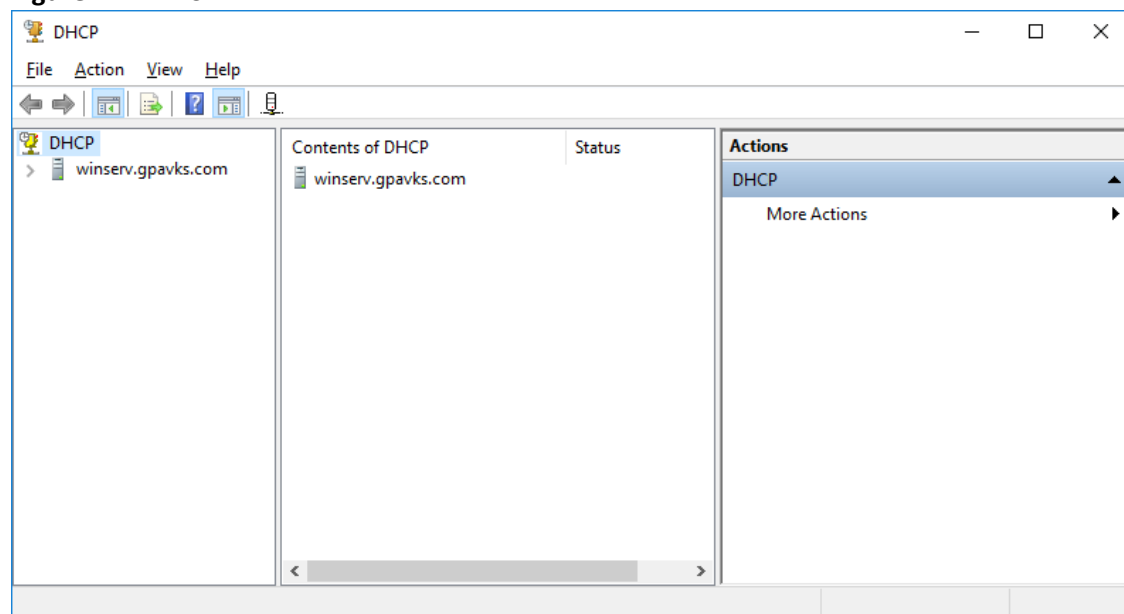 DHCP
File Action View Help
DHCP
winserv.gpavks.com
Contents of DHCP Status
winserv.gpavks.com
Actions
DHCP
More Actions